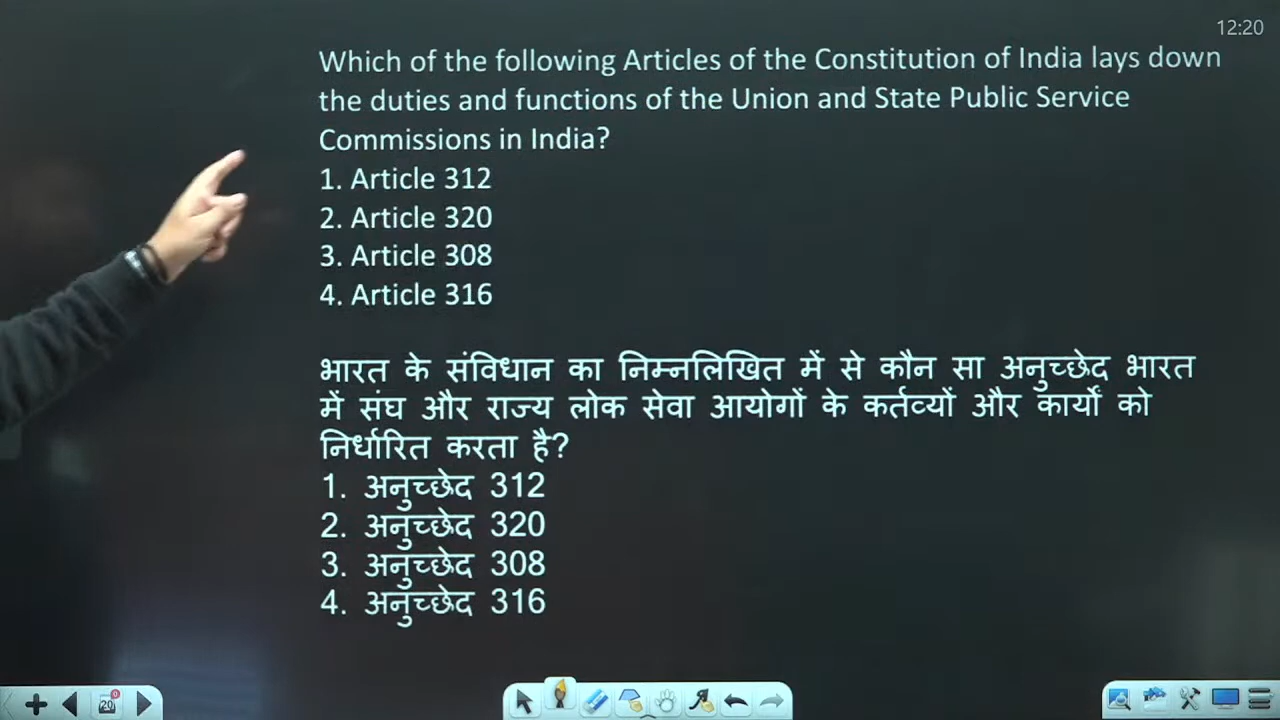 12:20
Which of the following Articles of the Constitution of India lays down
the duties and functions of the Union and State Public Service
Commissions in India?
1. Article 312
2. Article 320
3. Article 308
4. Article 316
भारत के संविधान का निम्नलिखित में से कौन सा अनुच्छेद भारत
में संघ और राज्य लोक सेवा आयोगों के कर्तव्यों और कार्यों को
निर्धारित करता है?
1. अनुच्छेद 312
2. अनुच्छेद 320
3. अनुच्छेद 308
4. अनुच्छेद 316
20
0